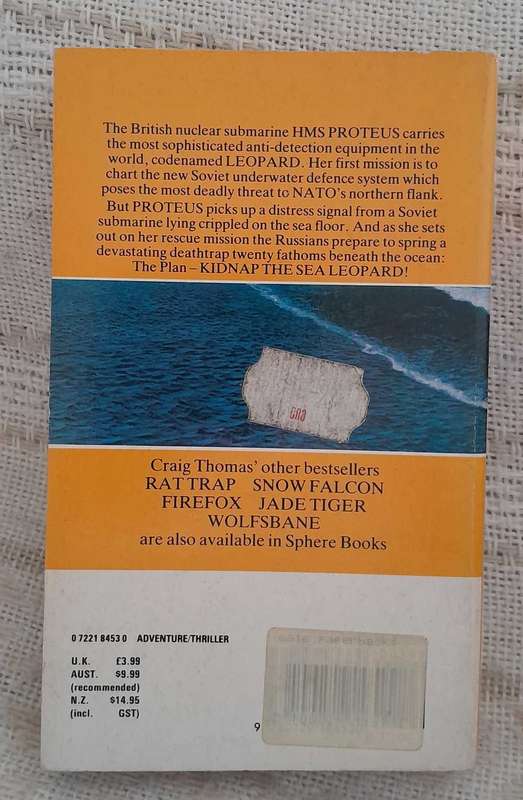 The British nuclear submarine HMS PROTEUS carries
the most sophisticated anti-detection equipment in the
world, codenamed LEOPARD. Her first mission is to
chart the new Soviet underwater defence system which
poses the most deadly threat to NATO's northern flank.
But PROTEUS picks up a distress signal from a Soviet
submarine lying crippled on the sea floor. And as she sets
out on her rescue mission the Russians prepare to spring a
devastating deathtrap twenty fathoms beneath the ocean:
The Plan – KIDNAP THE SEA LEOPARD!
Craig Thomas' other bestsellers
RAT TRAP SNOW FALCON
FIREFOX JADE TIGER
WOLFSBANE
are also available in Sphere Books
0 7221 8453 0 ADVENTURE/THRILLER
U.K. £3.99
AUST. $9.99
(recommended)
N.Z. $14.95
(incl. GST)
9